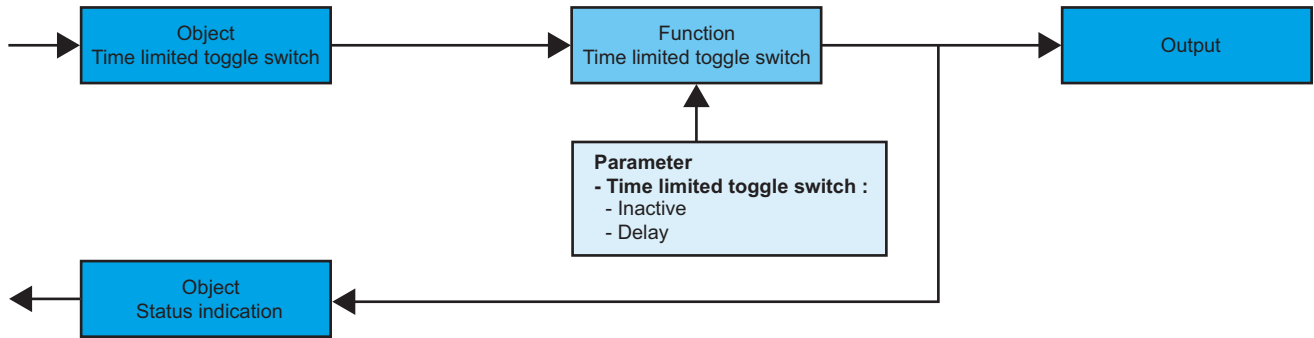 Object
Time limited toggle switch
Function
Time limited toggle switch
Output
Parameter
- Time limited toggle switch :
- Inactive
- Delay
Object
Status indication